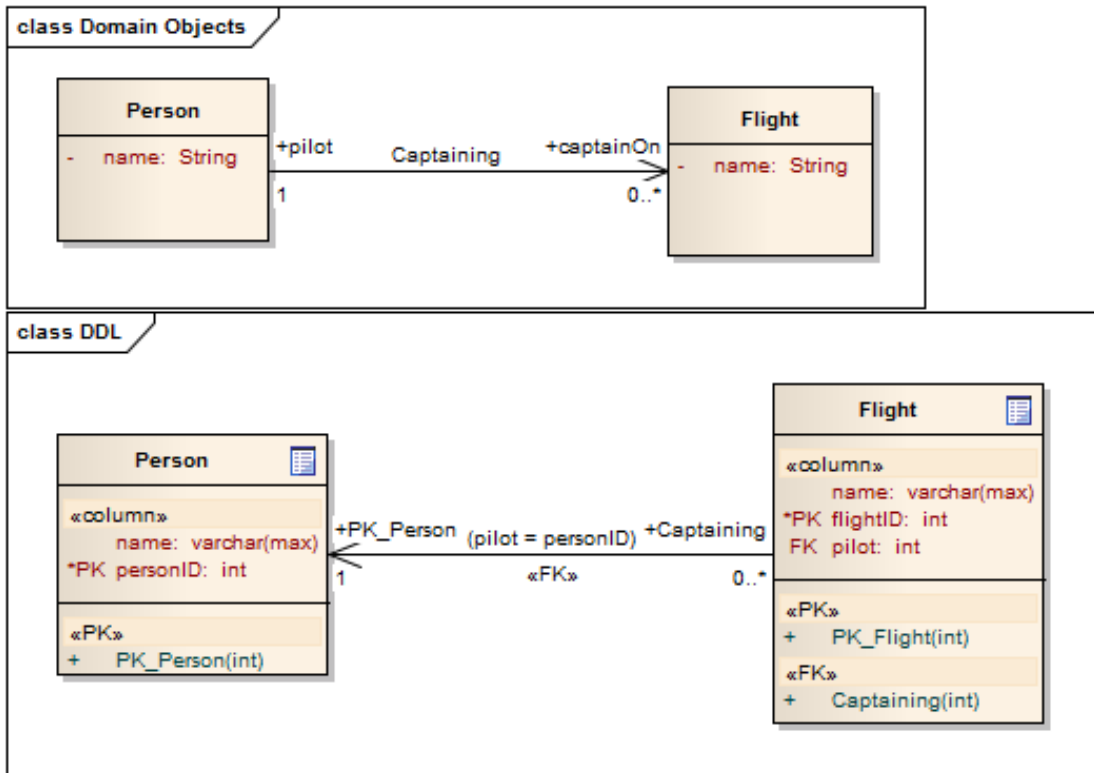 class Domain Objects
Person
- name: String
+pilot
Captaining
+captainOn
1
0..*
Flight
- name: String
class DDL
Person
«column»
name: varchar(max)
*PK personID: int
«PK»
+ PK_Person(int)
+PK_Person
(pilot = personID)
+Captaining
1
«FK»
0..*
Flight
«column»
name: varchar(max)
*PK flightID: int
FK pilot: int
«PK»
+ PK_Flight(int)
«FK»
+ Captaining(int)